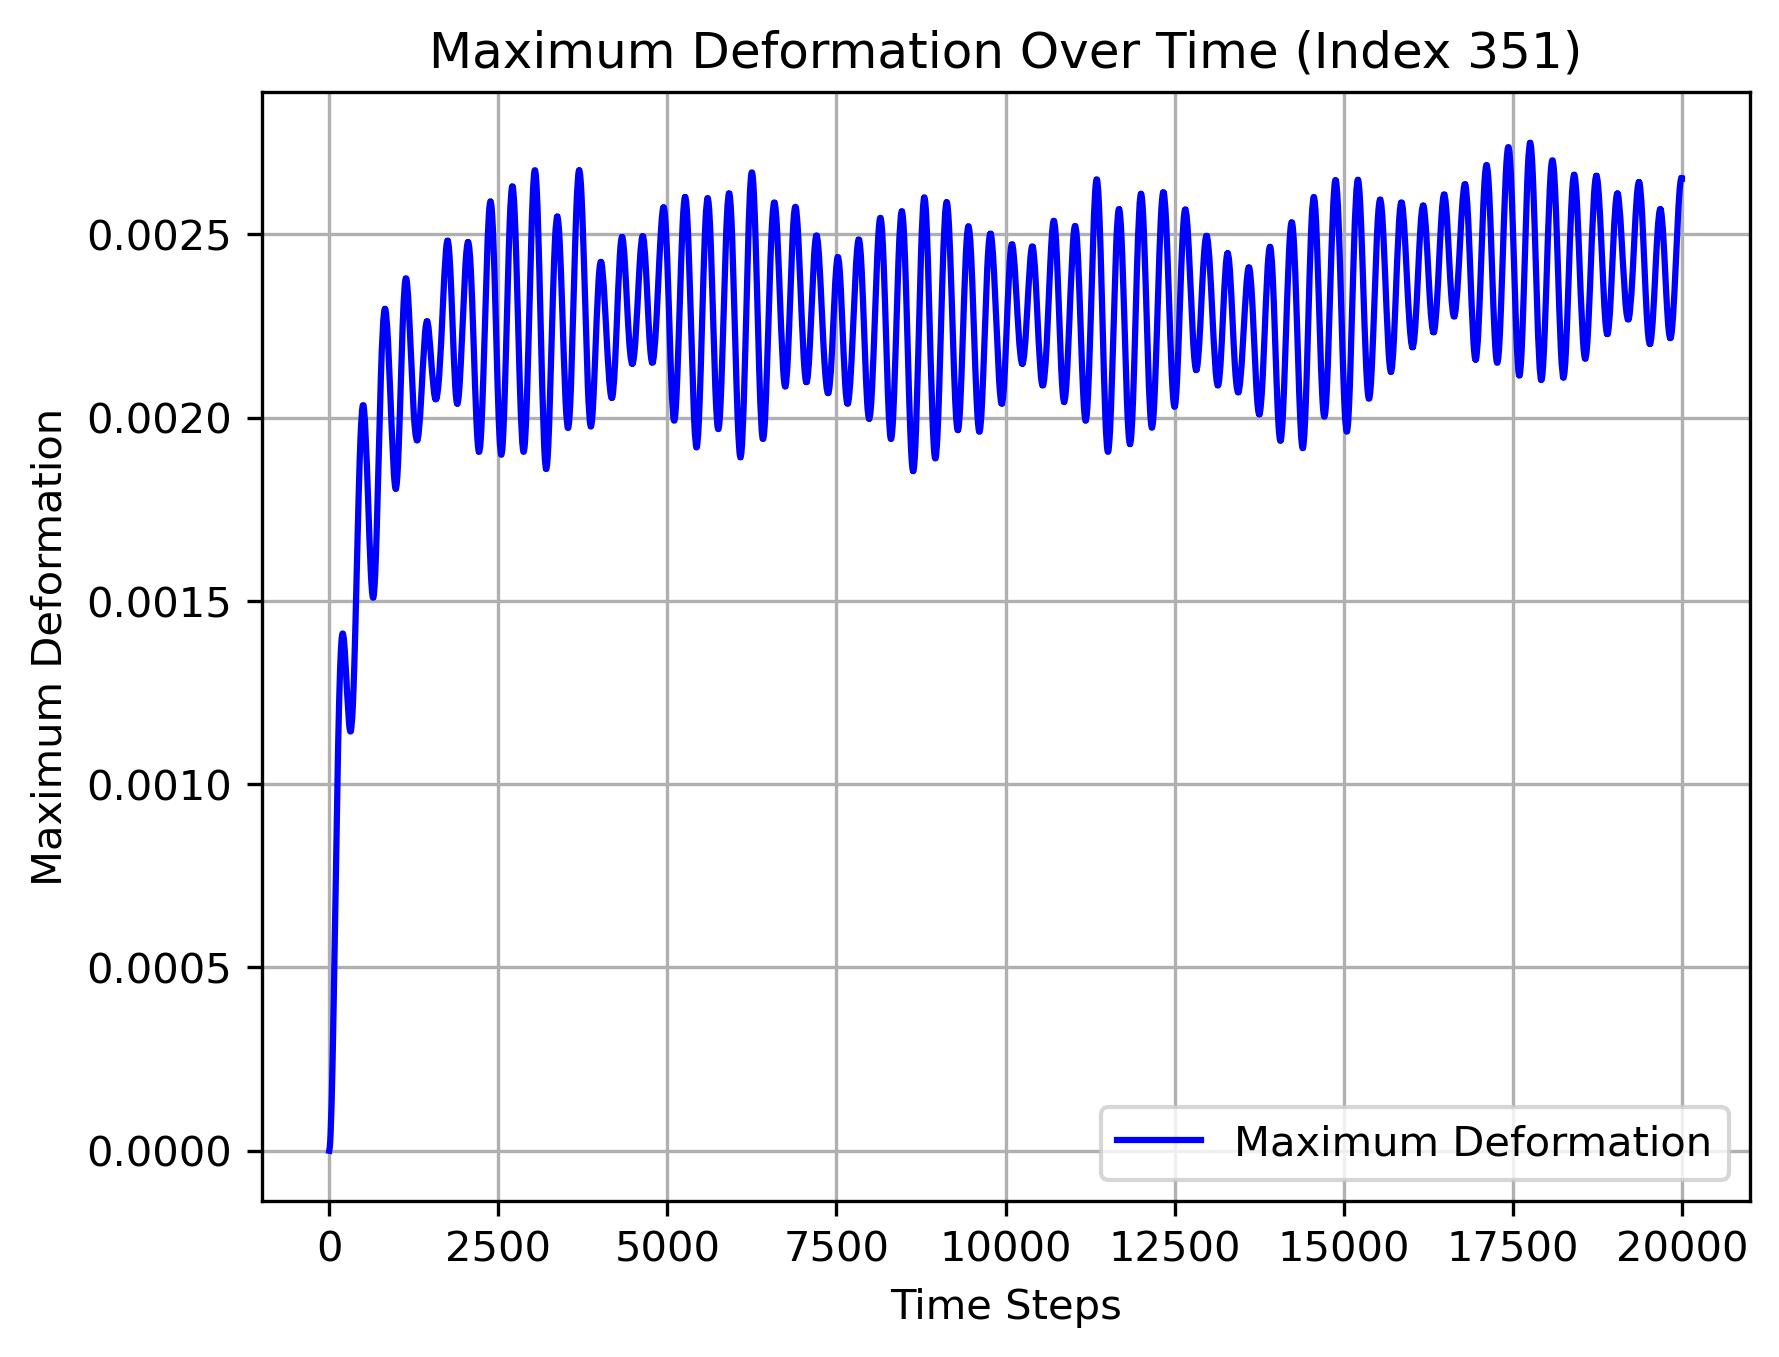 Maximum Deformation Over Time (Index 351)
Maximum Deformation
0.0025
0.0020
0.0015
0.0010
0.0005
0.0000
Maximum Deformation
0 2500 5000 7500 10000 12500 15000 17500 20000
Time Steps